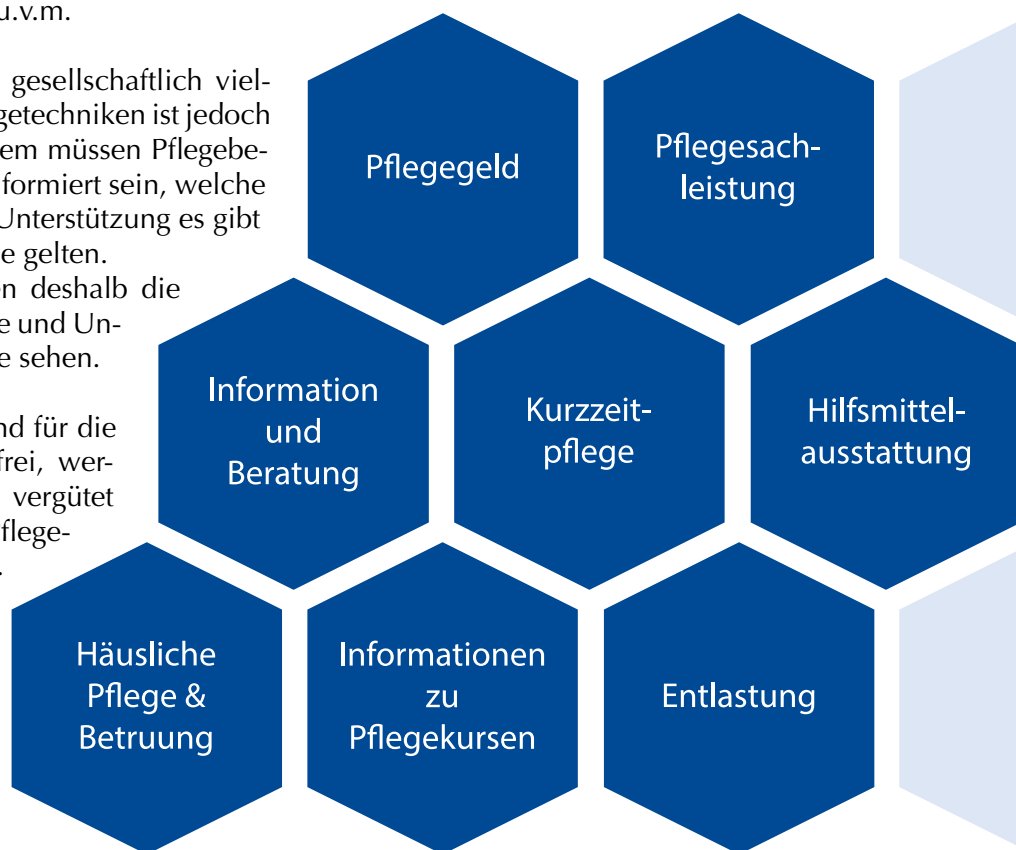 u.v.m.
gesellschaftlich viel-
getechniken ist jedoch
em müssen Pflegebe-
formiert sein, welche
Unterstützung es gibt
e gelten.
en deshalb die
e und Un-
e sehen.
nd für die
frei, wer-
vergütet
flege-
.
Pflegegeld
Pflegesach-
leistung
Information
und
Beratung
Kurzzeit-
pflege
Hilfsmittel-
ausstattung
Häusliche
Pflege &
Betruung
Informationen
zu
Pflegekursen
Entlastung